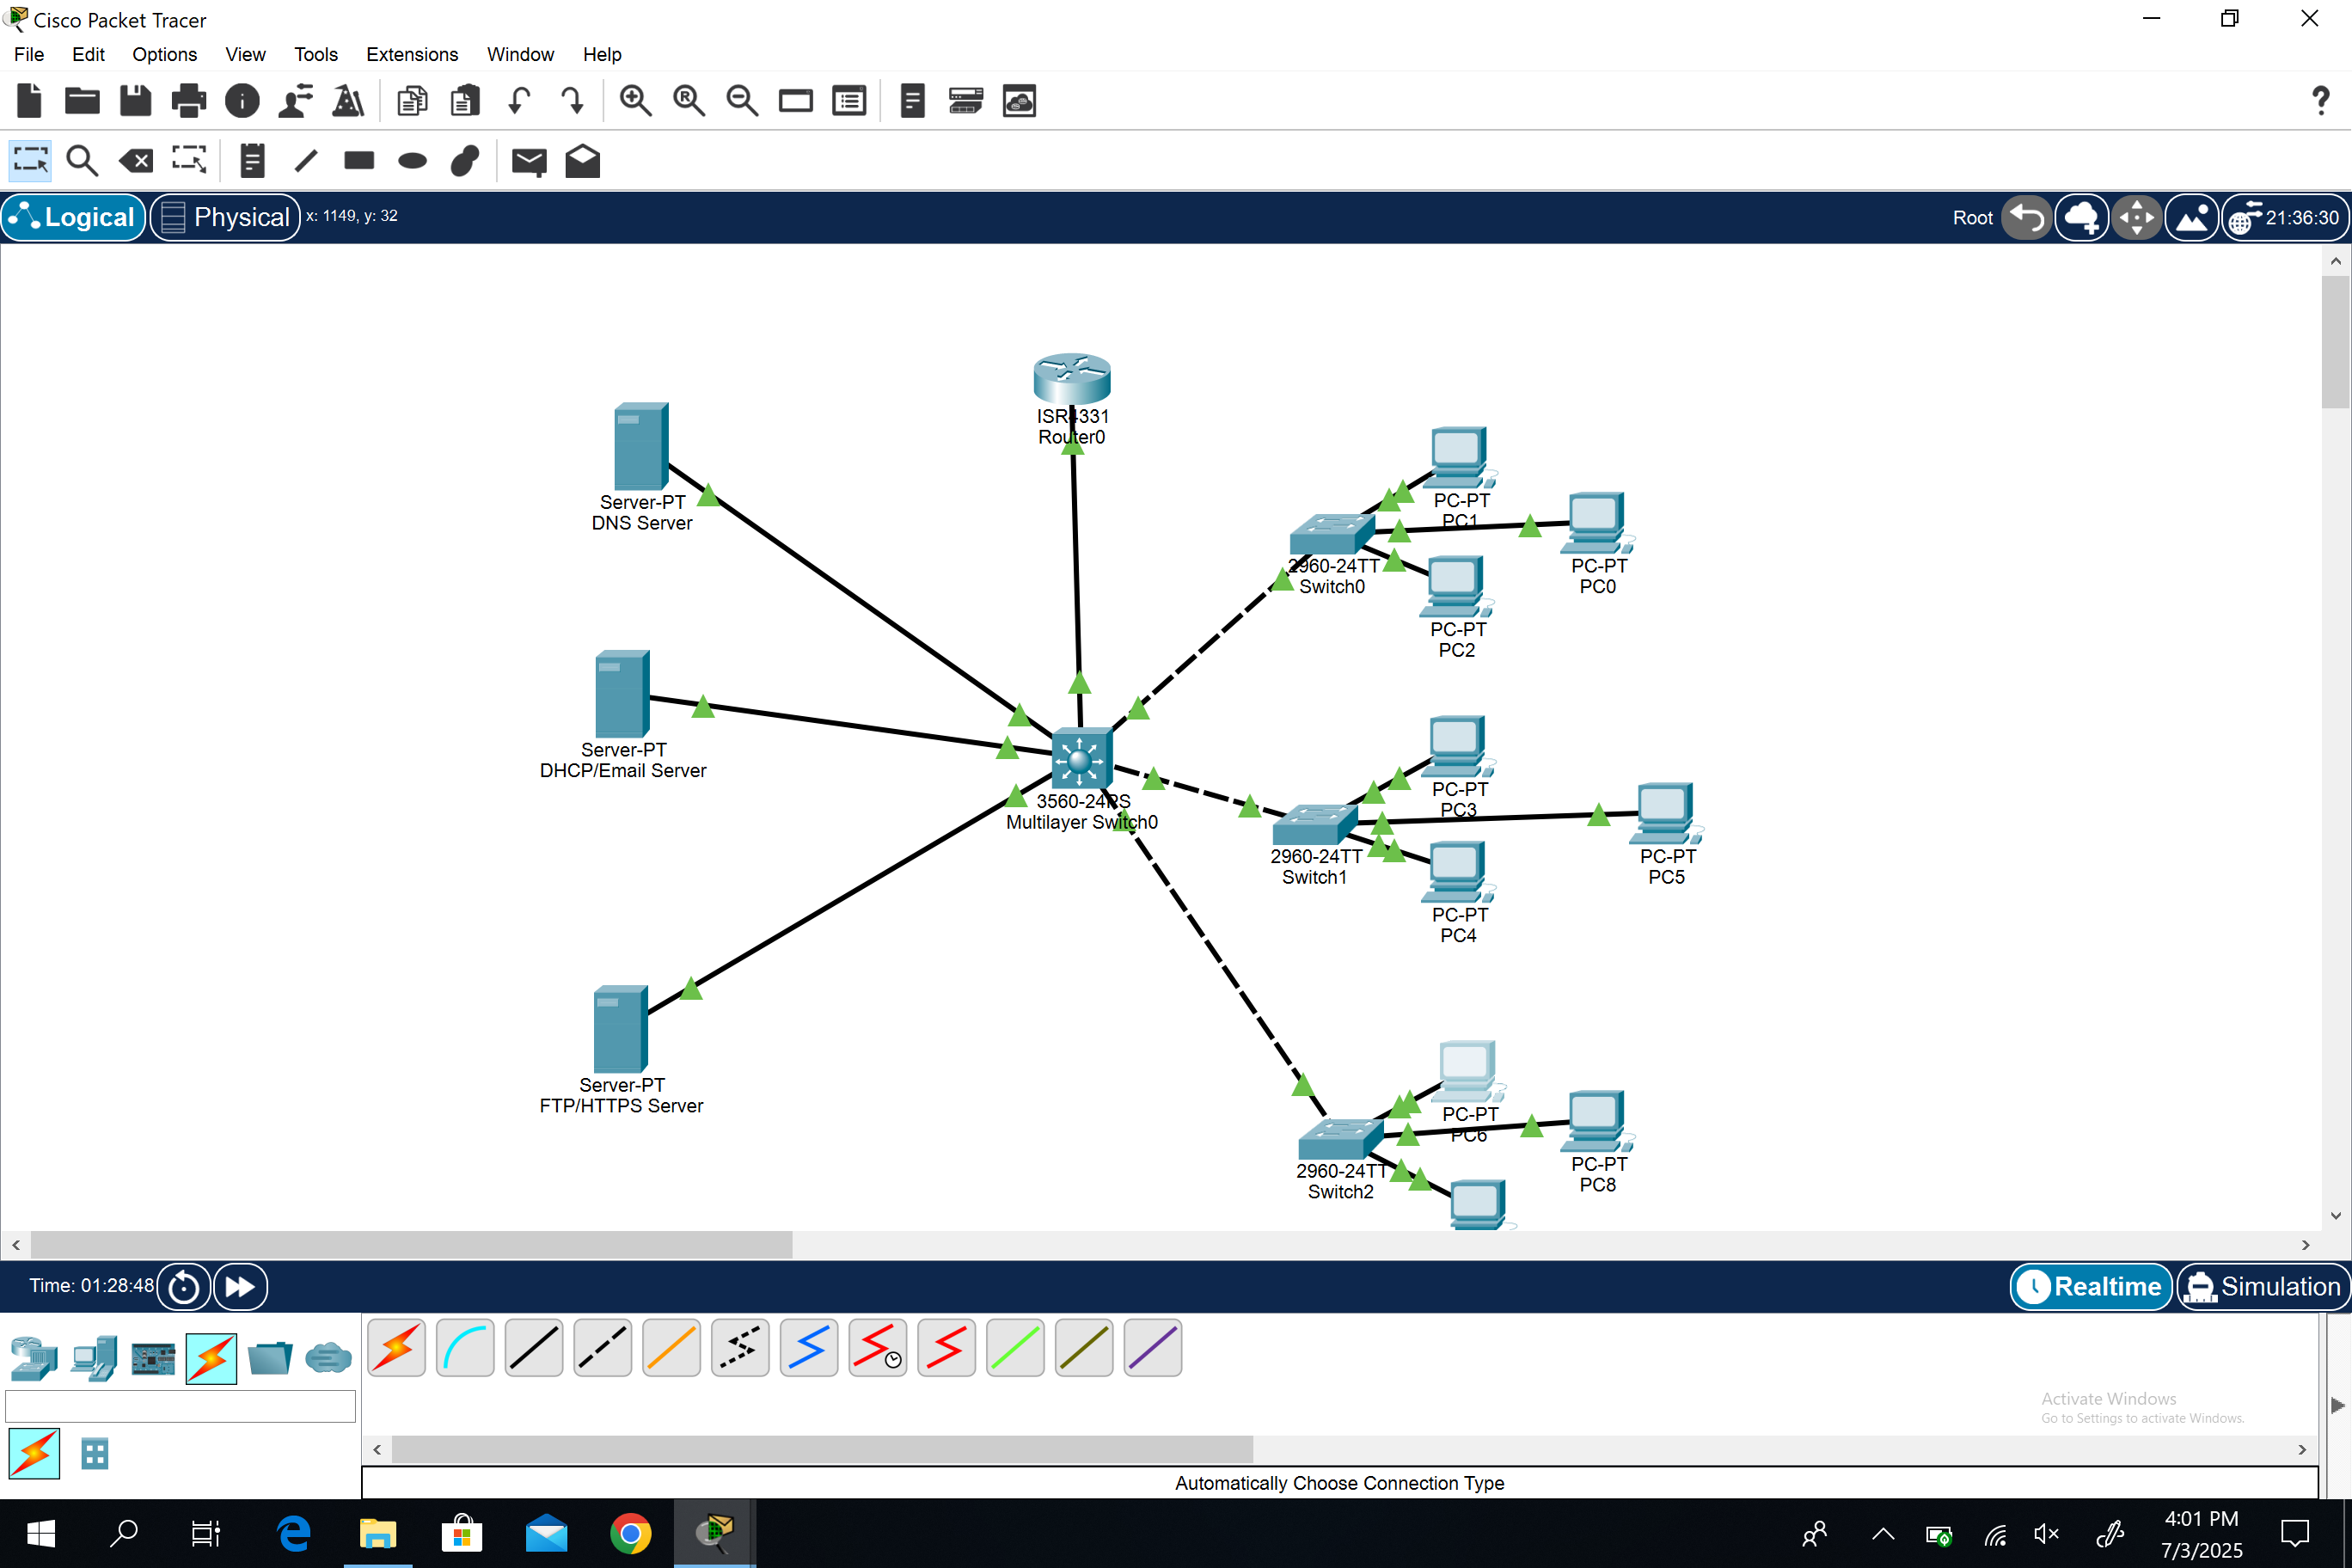 Cisco Packet Tracer
File Edit Options View Tools Extensions Window Help
Logical Physical x: 1149, y: 32 Root 21:36:30
ISR4331
Router0
Server-PT
DNS Server
PC-PT
PC1
2960-24TT
Switch0
PC-PT
PC0
PC-PT
PC2
Server-PT
DHCP/Email Server
3560-24PS
Multilayer Switch0
PC-PT
PC3
2960-24TT
Switch1
PC-PT
PC5
PC-PT
PC4
Server-PT
FTP/HTTPS Server
PC-PT
PC6
2960-24TT
Switch2
PC-PT
PC8
Time: 01:28:48 Realtime Simulation
Activate Windows
Go to Settings to activate Windows.
Automatically Choose Connection Type
4:01 PM
7/3/2025